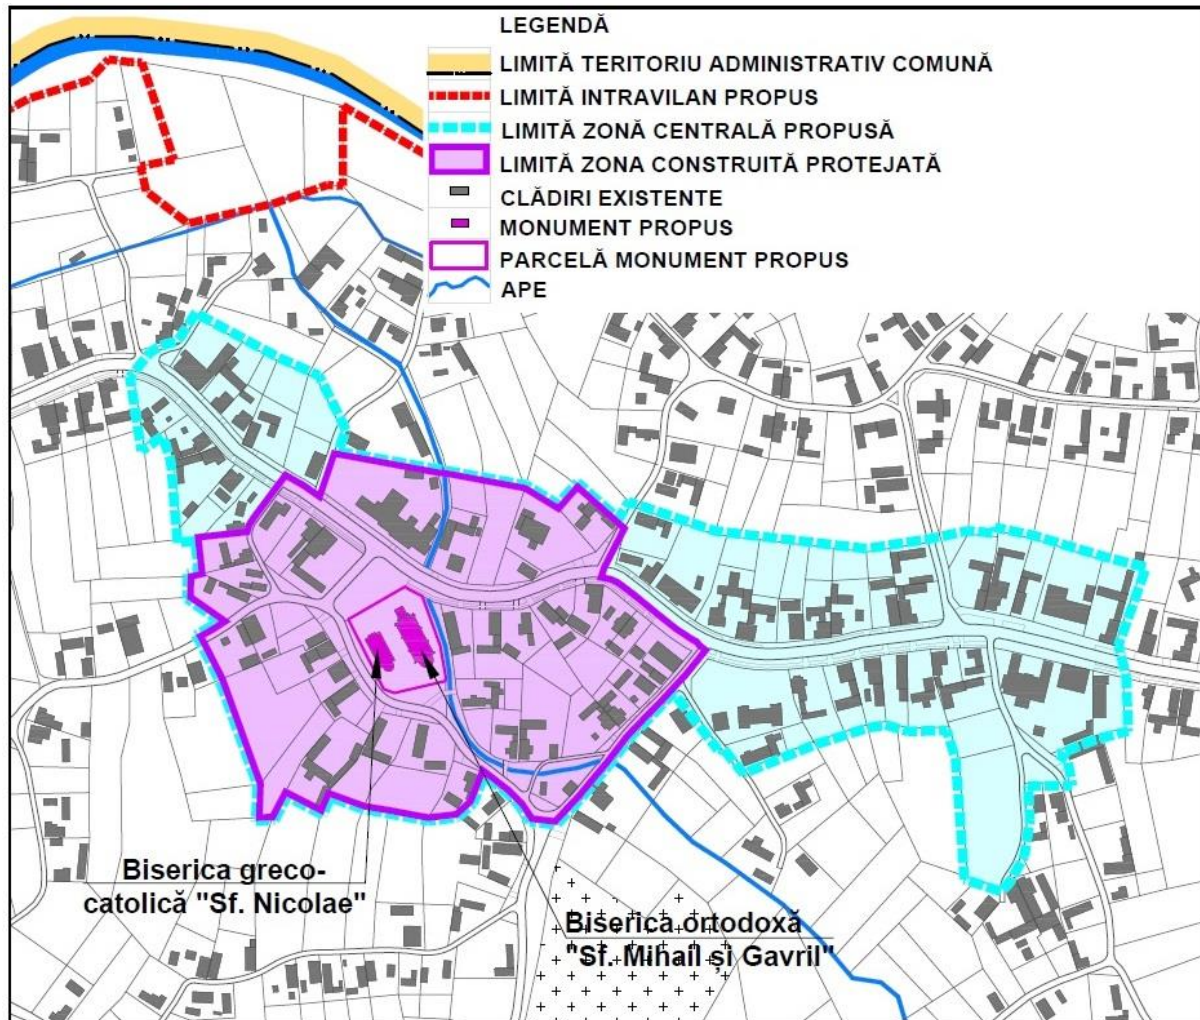 LEGENDĂ
LIMITĂ TERITORIU ADMINISTRATIV COMUNĂ
LIMITĂ INTRAVILAN PROPUS
LIMITĂ ZONĂ CENTRALĂ PROPUSĂ
LIMITĂ ZONA CONSTRUITĂ PROTEJATĂ
CLĂDIRI EXISTENTE
MONUMENT PROPUS
PARCELĂ MONUMENT PROPUS
APE
Biserica greco-
catolică "Sf. Nicolae"
Biserica ortodoxă
"Sf. Mihail și Gavril"